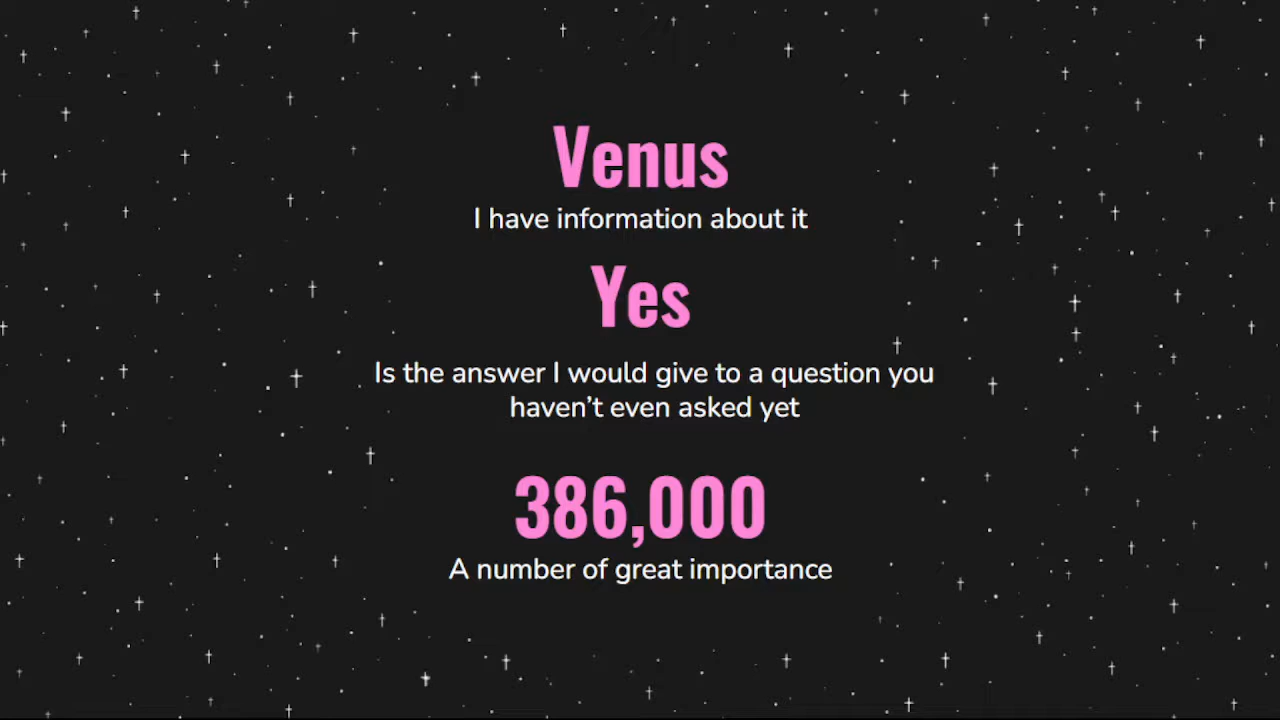 Venus
I have information about it
Yes
Is the answer I would give to a question you
haven’t even asked yet
386,000
A number of great importance